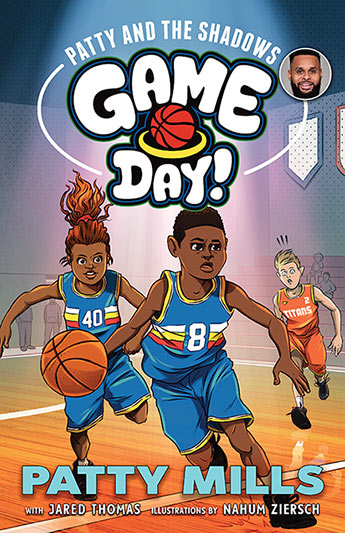 PATTY AND THE SHADOWS
GAME
DAY!
40
8
2
TITANS
PATTY MILLS
WITH JARED THOMAS ILLUSTRATIONS BY NAHUM ZIERSCH